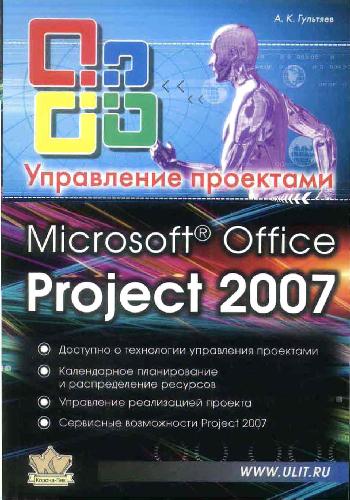 А. К. Гультяев
Управление проектами
Microsoft® Office
Project 2007
Доступно о технологии управления проектами
Календарное планирование
и распределение ресурсов
Управление реализацией проекта
Сервисные возможности Project 2007
WWW.ULIT.RU